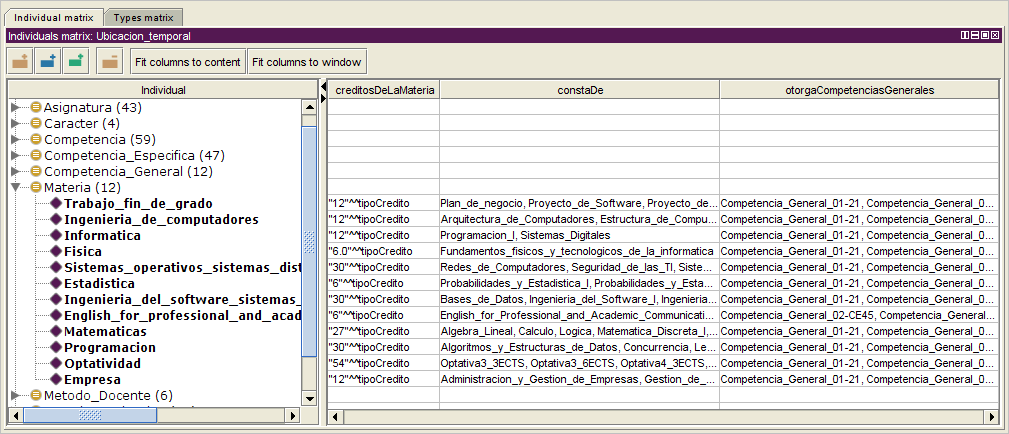 Individual matrix Types matrix
Individuals matrix: Ubicacion_temporal
Fit columns to content Fit columns to window
Individual creditosDeLaMateria constaDe otorgaCompetenciasGenerales
Asignatura (43)
Caracter (4)
Competencia (59)
Competencia_Especifica (47)
Competencia_General (12)
Materia (12)
Trabajo_fin_de_grado "12"^^tipoCredito Plan_de_negocio, Proyecto_de_Software, Proyecto_de... Competencia_General_01-21, Competencia_General_0...
Ingenieria_de_computadores "12"^^tipoCredito Arquitectura_de_Computadores, Estructura_de_Compu... Competencia_General_01-21, Competencia_General_0...
Informatica "12"^^tipoCredito Programacion_I, Sistemas_Digitales Competencia_General_01-21, Competencia_General_0...
Fisica "6.0"^^tipoCredito Fundamentos_fisicos_y_tecnologicos_de_la_informatica Competencia_General_01-21, Competencia_General_0...
Sistemas_operativos_sistemas_dist "30"^^tipoCredito Redes_de_Computadores, Seguridad_de_las_TI, Siste... Competencia_General_01-21, Competencia_General_0...
Estadistica "6"^^tipoCredito Probabilidades_y_Estadistica_I, Probabilidades_y_Esta... Competencia_General_01-21, Competencia_General_0...
Ingenieria_del_software_sistemas_ "30"^^tipoCredito Bases_de_Datos, Ingenieria_del_Software_I, Ingenieria... Competencia_General_01-21, Competencia_General_0...
English_for_professional_and_acad "6"^^tipoCredito English_for_Professional_and_Academic_Communicati... Competencia_General_02-CE45, Competencia_General...
Matematicas "27"^^tipoCredito Algebra_Lineal, Calculo, Logica, Matematica_Discreta_I,... Competencia_General_01-21, Competencia_General_0...
Programacion "30"^^tipoCredito Algoritmos_y_Estructuras_de_Datos, Concurrencia, Le... Competencia_General_01-21, Competencia_General_0...
Optatividad "54"^^tipoCredito Optativa3_3ECTS, Optativa3_6ECTS, Optativa4_3ECTS,... Competencia_General_01-21, Competencia_General_0...
Empresa "12"^^tipoCredito Administracion_y_Gestion_de_Empresas, Gestion_de_... Competencia_General_01-21, Competencia_General_0...
Metodo_Docente (6)